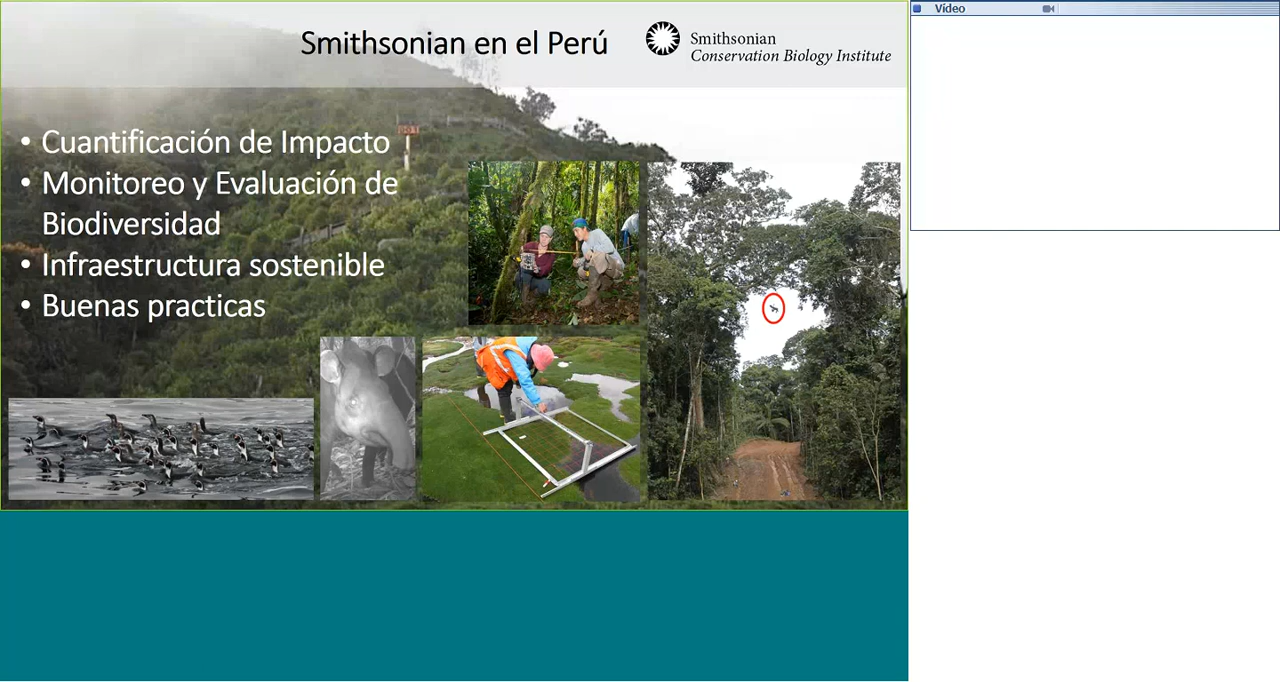 Smithsonian en el Perú
Smithsonian
Conservation Biology Institute
Vídeo
• Cuantificación de Impacto
• Monitoreo y Evaluación de
Biodiversidad
• Infraestructura sostenible
• Buenas practicas